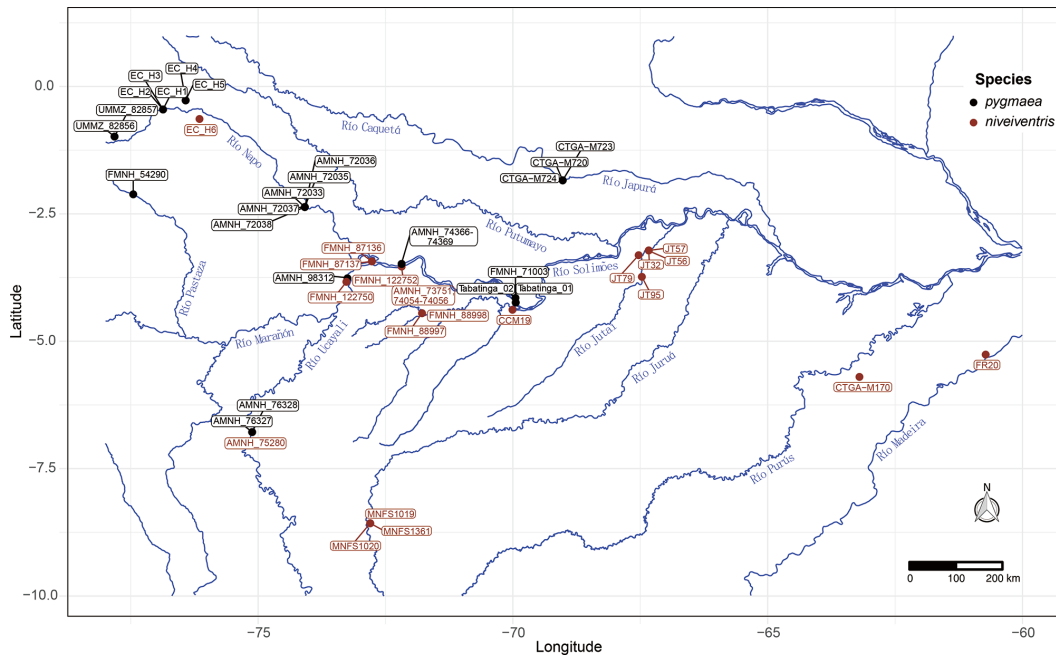 EC_H4
EC_H3
EC_H5
EC_H2
EC_H1
UMMZ_82857
UMMZ_82856
EC_H6
FMNH_54290
Río Napo
Río Caquetá
AMNH_72036
AMNH_72035
AMNH_72033
AMNH_72037
AMNH_72038
CTGA-M723
CTGA-M720
CTGA-M724
Río Japurá
Río Putumayo
Río Solimões
Río Pastaza
FMNH_87136
FMNH_87137
AMNH_98312
FMNH_122750
FMNH_122752
AMNH_74366-
74369
AMNH_73751
74054-74056
FMNH_88998
FMNH_88997
FMNH_71003
Tabatinga_02
Tabatinga_01
CCM19
JT57
JT56
JT32
JT79
JT95
Río Marañón
Río Ucayali
Río Jutaí
Río Juruá
AMNH_76328
AMNH_76327
AMNH_75280
MNFS1019
MNFS1361
MNFS1020
Río Purús
Río Madeira
CTGA-M170
FR20
Species
pygmaea
niveiventris
N
0 100 200 km
0.0
−2.5
−5.0
−7.5
−10.0
Latitude
−75
−70
−65
−60
Longitude